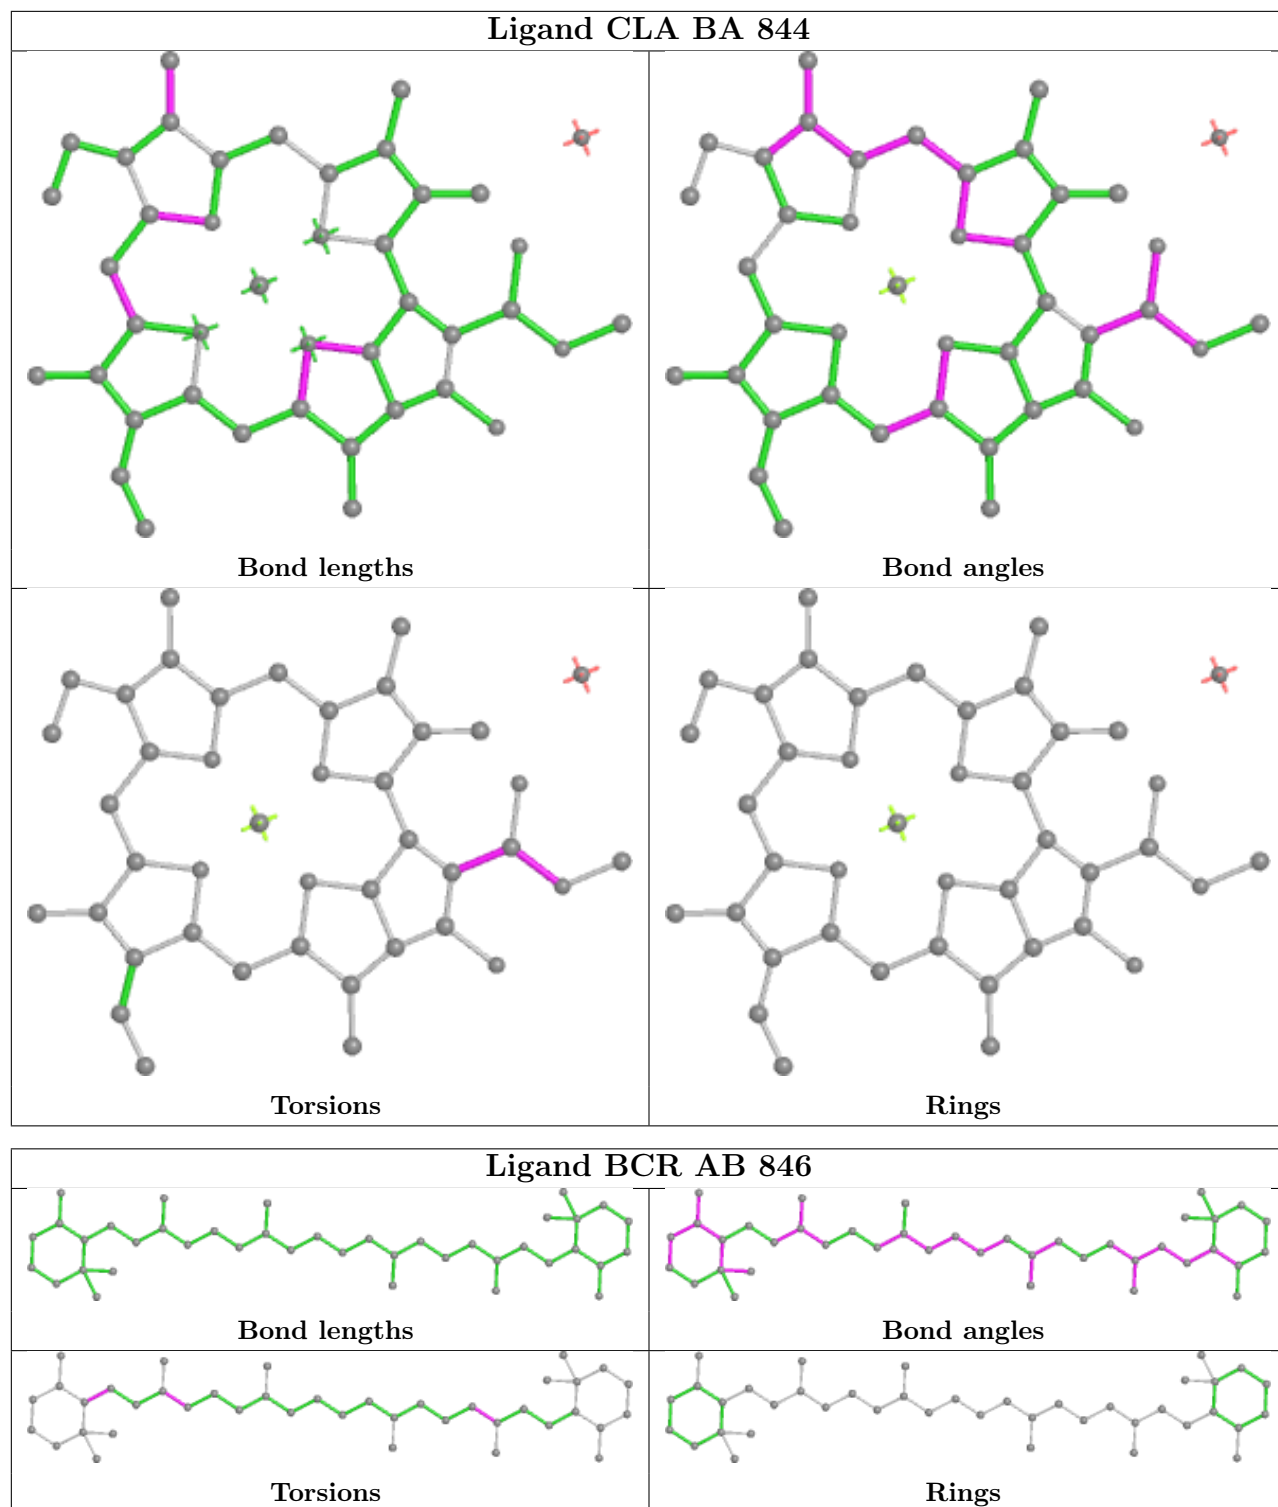 Ligand CLA BA 844
Bond lengths
Bond angles
Torsions
Rings
Ligand BCR AB 846
Bond lengths
Bond angles
Torsions
Rings